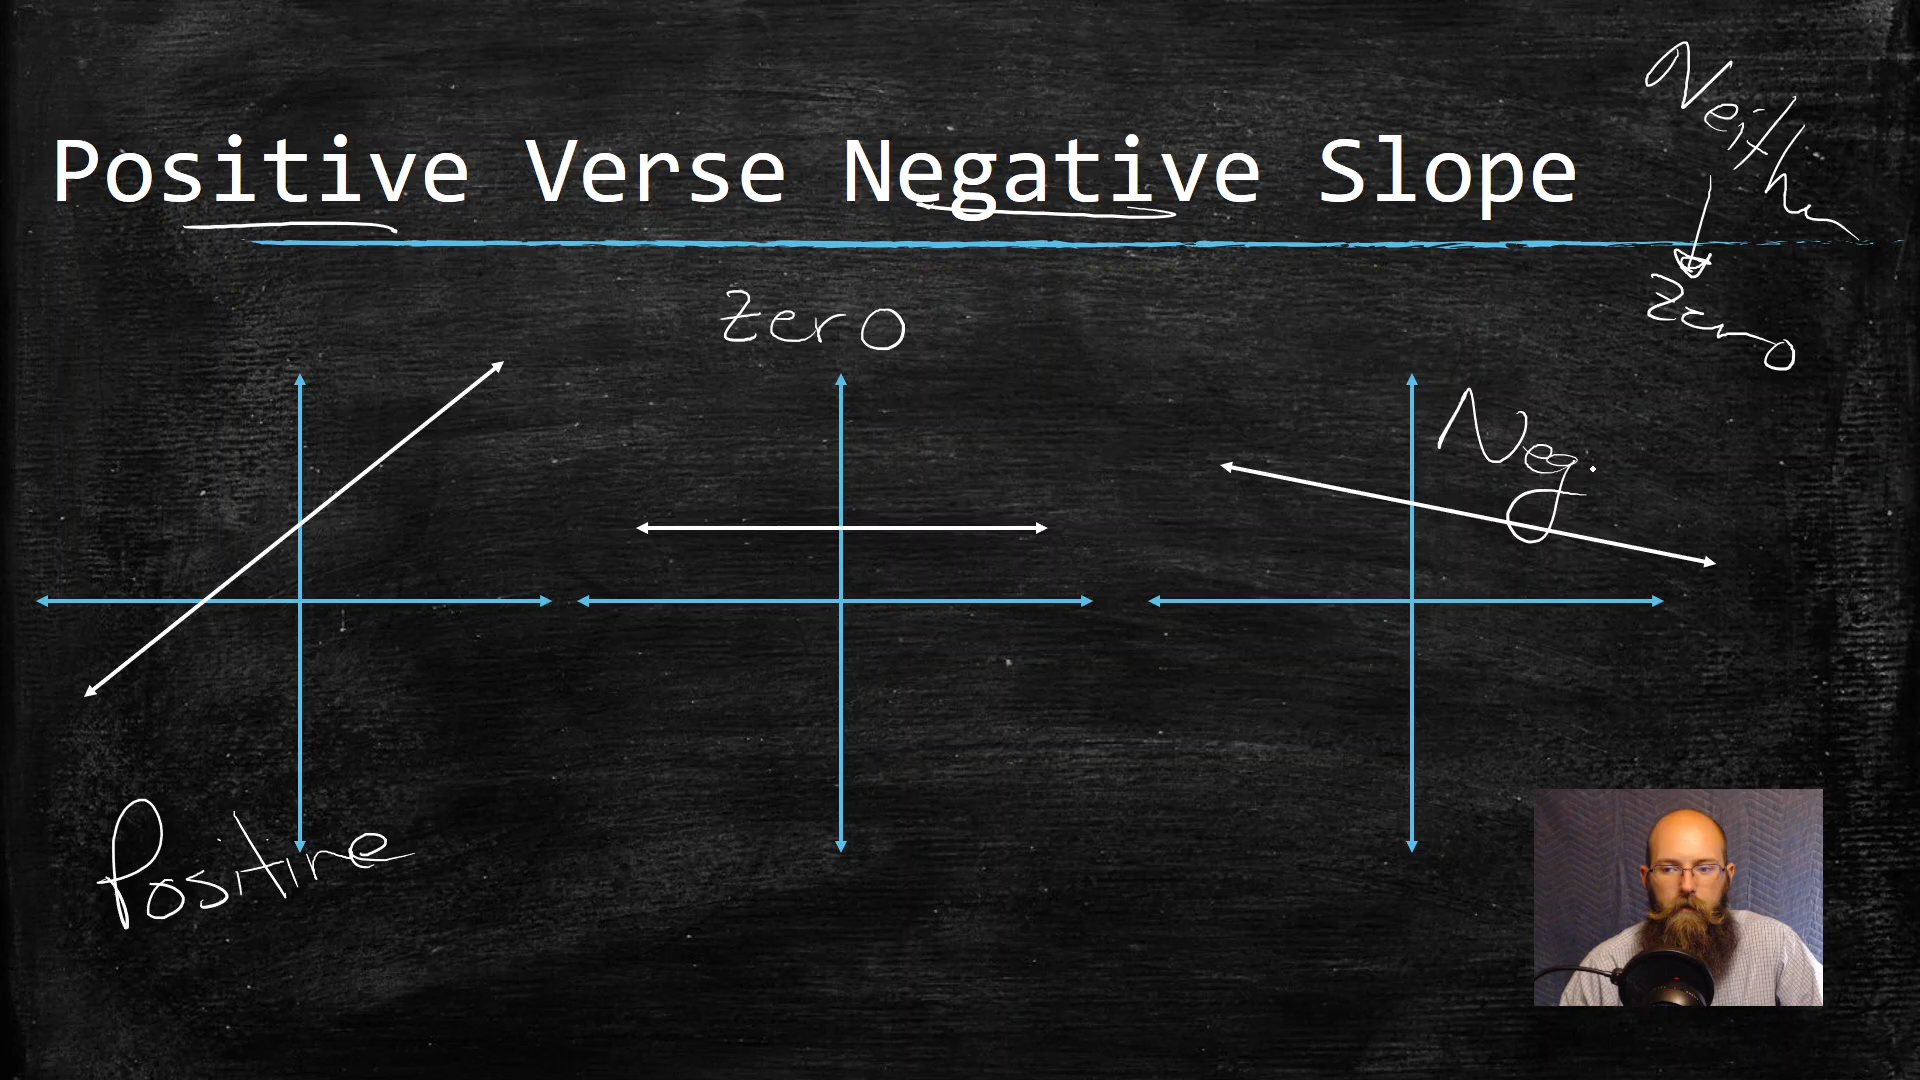 Positive Verse Negative Slope
Neither
Zero
Zero
Neg.
Positive